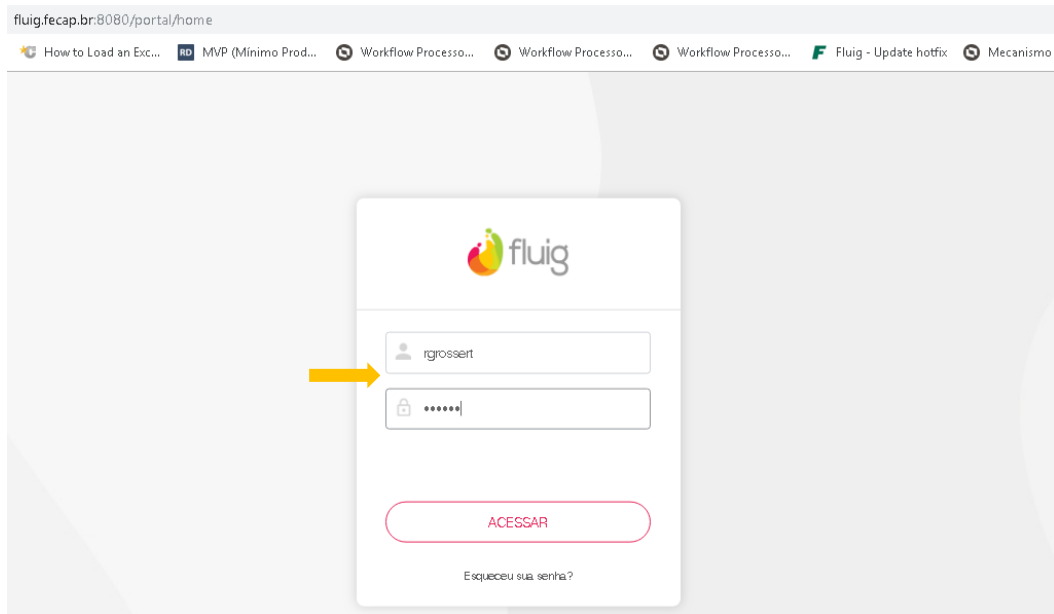 fluig.fecap.br:8080/portal/home
How to Load an Exc... RD MVP (Mínimo Prod... Workflow Processo... Workflow Processo... Workflow Processo... Fluig - Update hotfix Mecanismo
fluig
rgrossert
••••••
ACESSAR
Esqueceu sua senha?